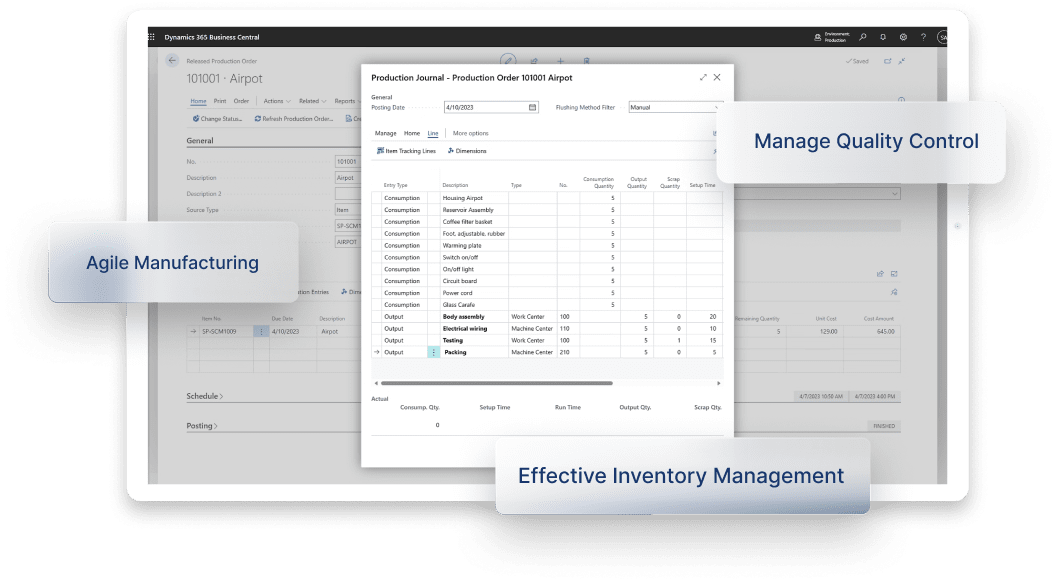 Dynamics 365 Business Central
Environment: Production
Released Production Order
Saved
101001 · Airpot
Home Print Order Actions Related Reports
Change Status... Refresh Production Order...
General
No. 101001
Description Airpot
Description 2
Source Type Item
SP-SCM1
AIRPOT
Production Journal - Production Order 101001 Airpot
General
Posting Date 4/10/2023 Flushing Method Filter Manual
Manage Home Line More options
Item Tracking Lines Dimensions
Entry Type Description Type No. Consumption Quantity Output Quantity Scrap Quantity Setup Time
Consumption Housing Airpot 5
Consumption Reservoir Assembly 5
Consumption Coffee filter basket 5
Consumption Foot, adjustable, rubber 5
Consumption Warming plate 5
Consumption Switch on/off 5
Consumption On/off light 5
Consumption Circuit board 5
Consumption Power cord 5
Consumption Glass Carafe 5
Output Body assembly Work Center 100 5 0 20
Output Electrical wiring Machine Center 110 5 0 10
Output Testing Work Center 100 5 1 15
Output Packing Machine Center 210 5 0 5
Actual
Consump. Qty. Setup Time Run Time Output Qty. Scrap Qty.
0
Manage Quality Control
Agile Manufacturing
Effective Inventory Management
Entries
Item No. Due Date Description Remaining Quantity Unit Cost Cost Amount
SP-SCM1009 4/10/2023 Airpot 5 129.00 645.00
Schedule 4/7/2023 10:50 AM 4/7/2023 4:00 PM
Posting FINISHED